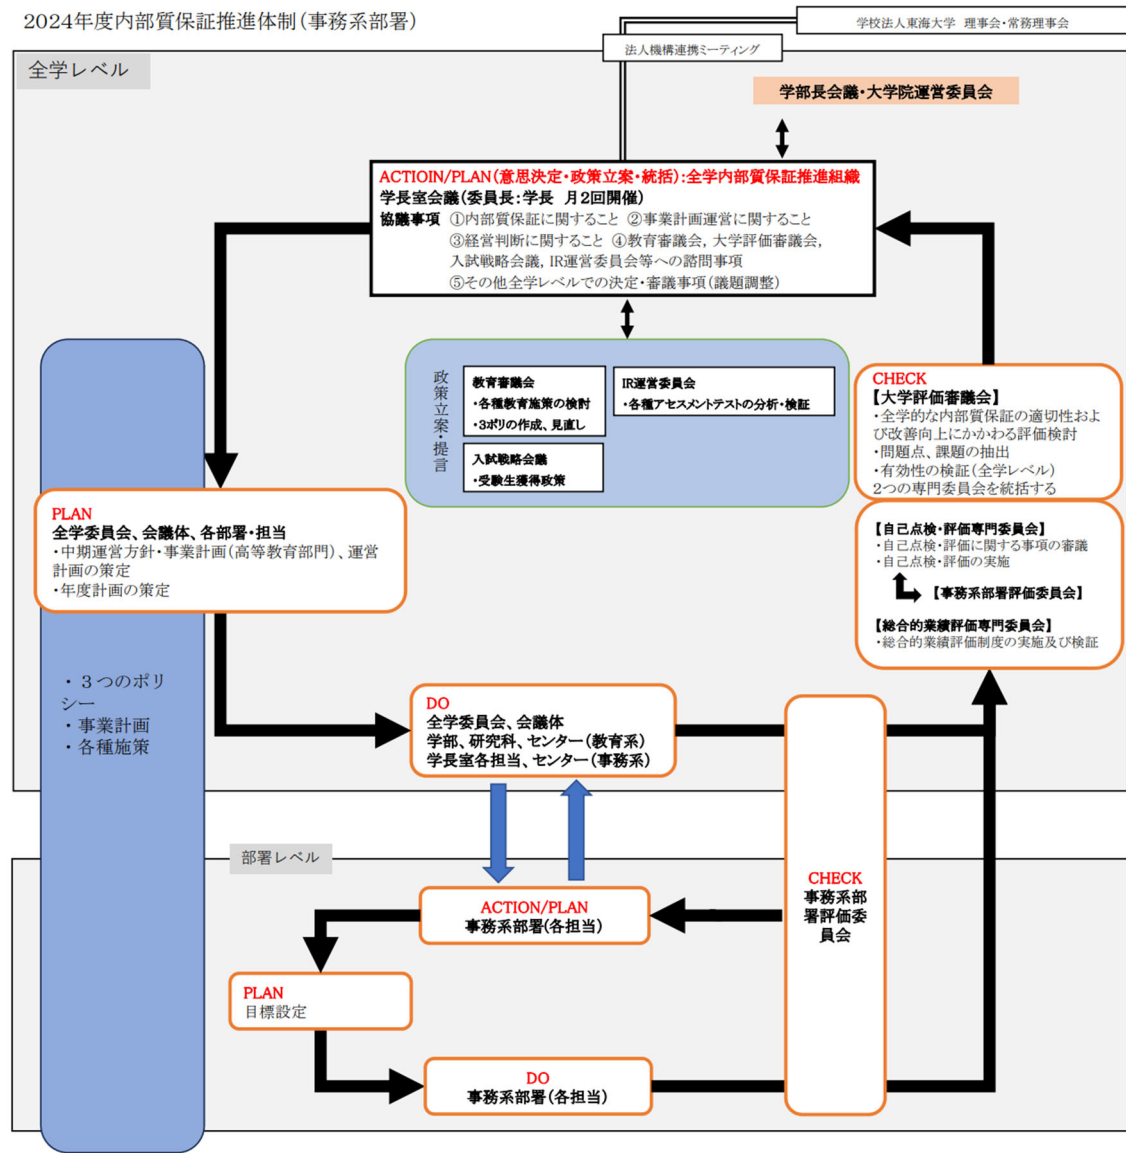 2024年度内部質保証推進体制(事務系部署)
学校法人東海大学 理事会・常務理事会
法人機構連携ミーティング
全学レベル
学部長会議・大学院運営委員会
ACTIOIN/PLAN(意思決定・政策立案・統括):全学内部質保証推進組織
学長室会議(委員長:学長 月2回開催)
協議事項 ①内部質保証に関すること ②事業計画運営に関すること
③経営判断に関すること ④教育審議会, 大学評価審議会,
入試戦略会議, IR運営委員会等への諮問事項
⑤その他全学レベルでの決定・審議事項(議題調整)
政策立案・提言
教育審議会
・各種教育施策の検討
・3ポリの作成、見直し
IR運営委員会
・各種アセスメントテストの分析・検証
入試戦略会議
・受験生獲得政策
CHECK
【大学評価審議会】
・全学的な内部質保証の適切性およ
び改善向上にかかわる評価検討
・問題点、課題の抽出
・有効性の検証(全学レベル)
2つの専門委員会を統括する
【自己点検・評価専門委員会】
・自己点検・評価に関する事項の審議
・自己点検・評価の実施
【事務系部署評価委員会】
【総合的業績評価専門委員会】
・総合的業績評価制度の実施及び検証
PLAN
全学委員会、会議体、各部署・担当
・中期運営方針・事業計画(高等教育部門)、運営
計画の策定
・年度計画の策定
・3つのポリ
シー
・事業計画
・各種施策
DO
全学委員会、会議体
学部、研究科、センター(教育系)
学長室各担当、センター(事務系)
部署レベル
ACTION/PLAN
事務系部署(各担当)
CHECK
事務系部
署評価委
員会
PLAN
目標設定
DO
事務系部署(各担当)